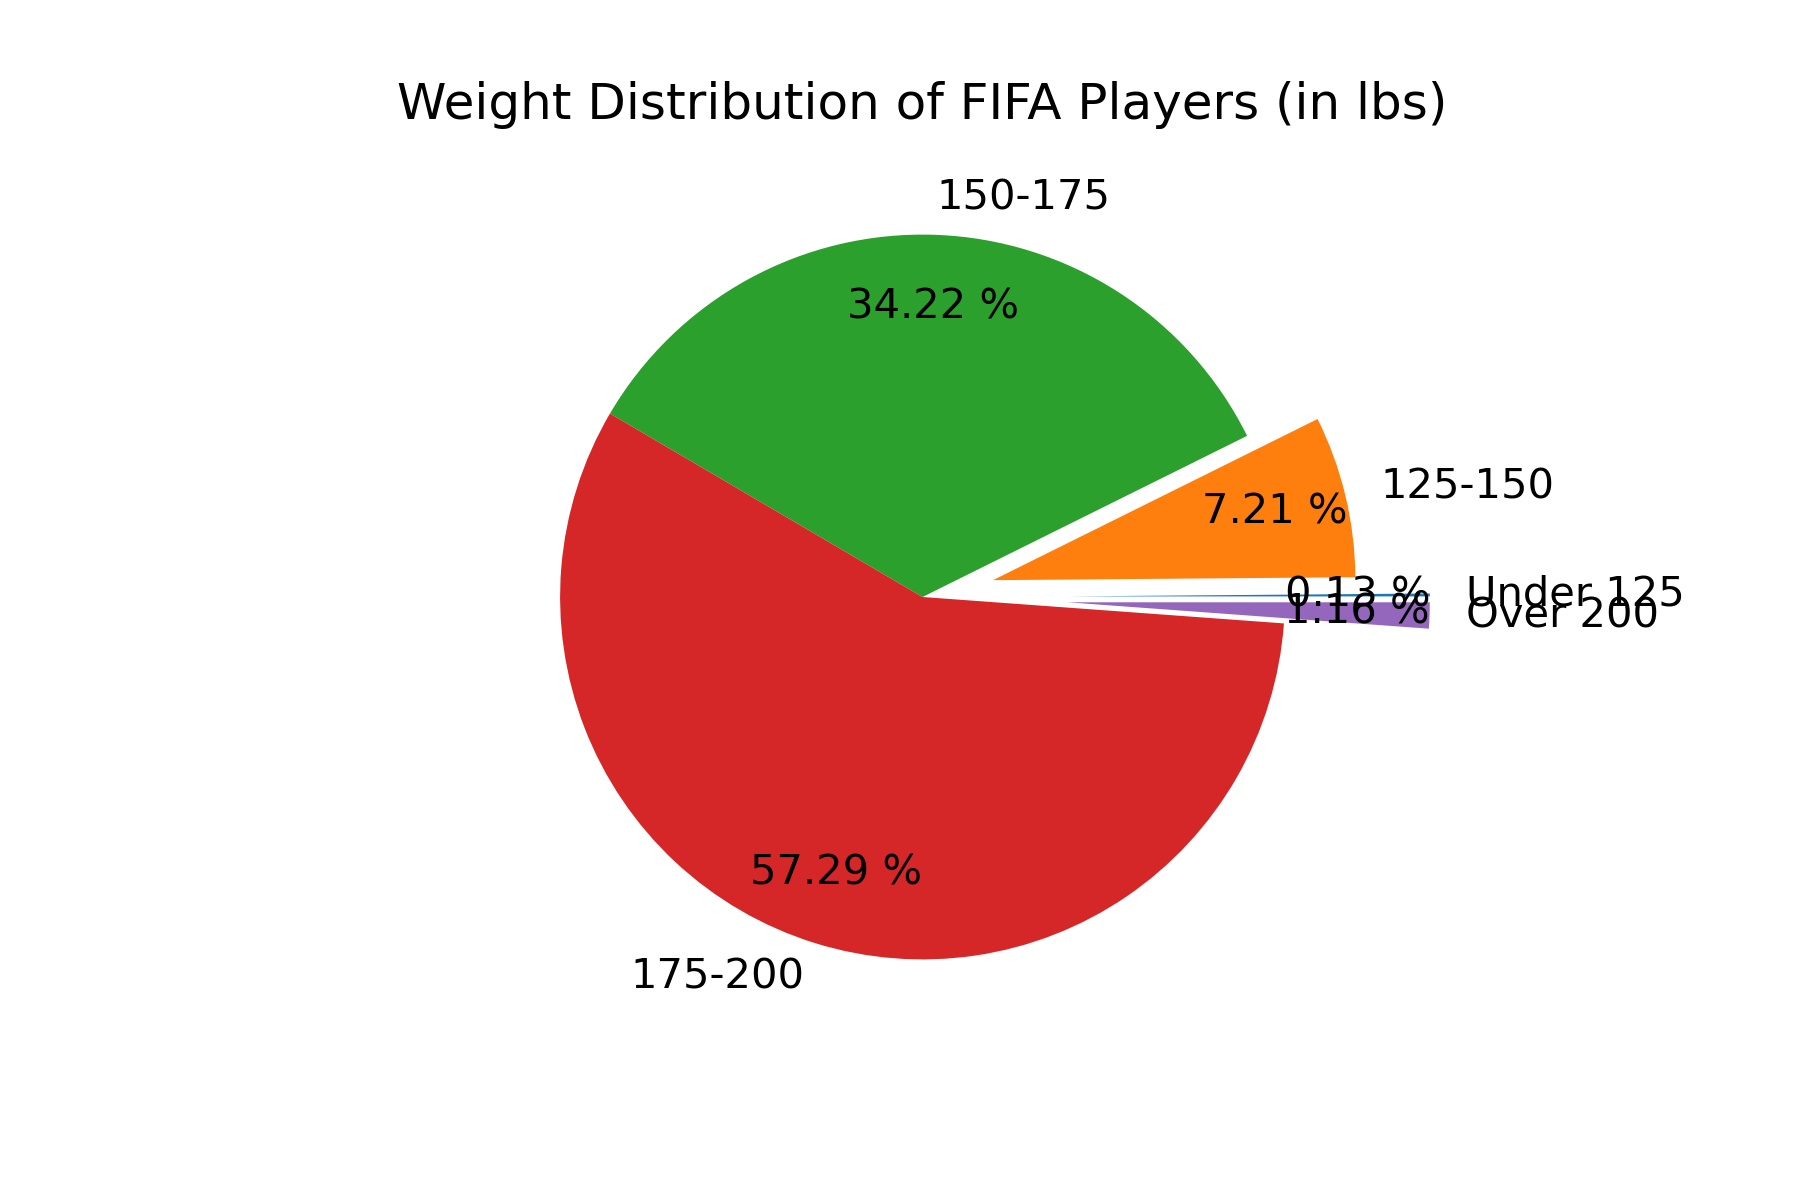 Weight Distribution of FIFA Players (in lbs)
150-175
34.22 %
125-150
7.21 %
0.13 %
Under 125
1.16 %
Over 200
57.29 %
175-200